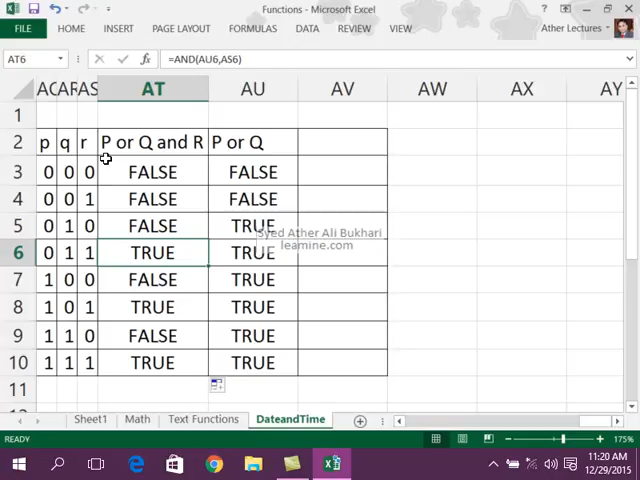 Functions - Microsoft Excel
FILE HOME INSERT PAGE LAYOUT FORMULAS DATA REVIEW Ather Lectures
AT6 =AND(AU6,AS6)
AT AU AV AW AX AY
1
2 p q r P or Q and R P or Q
3 0 0 0 FALSE FALSE
4 0 0 1 FALSE FALSE
5 0 1 0 FALSE TRUE
Syed Ather Ali Bukhari
learnine.com
6 0 1 1 TRUE TRUE
7 1 0 0 FALSE TRUE
8 1 0 1 TRUE TRUE
9 1 1 0 FALSE TRUE
10 1 1 1 TRUE TRUE
11
Sheet1 Math Text Functions DateandTime
READY 175%
11:20 AM
12/29/2015